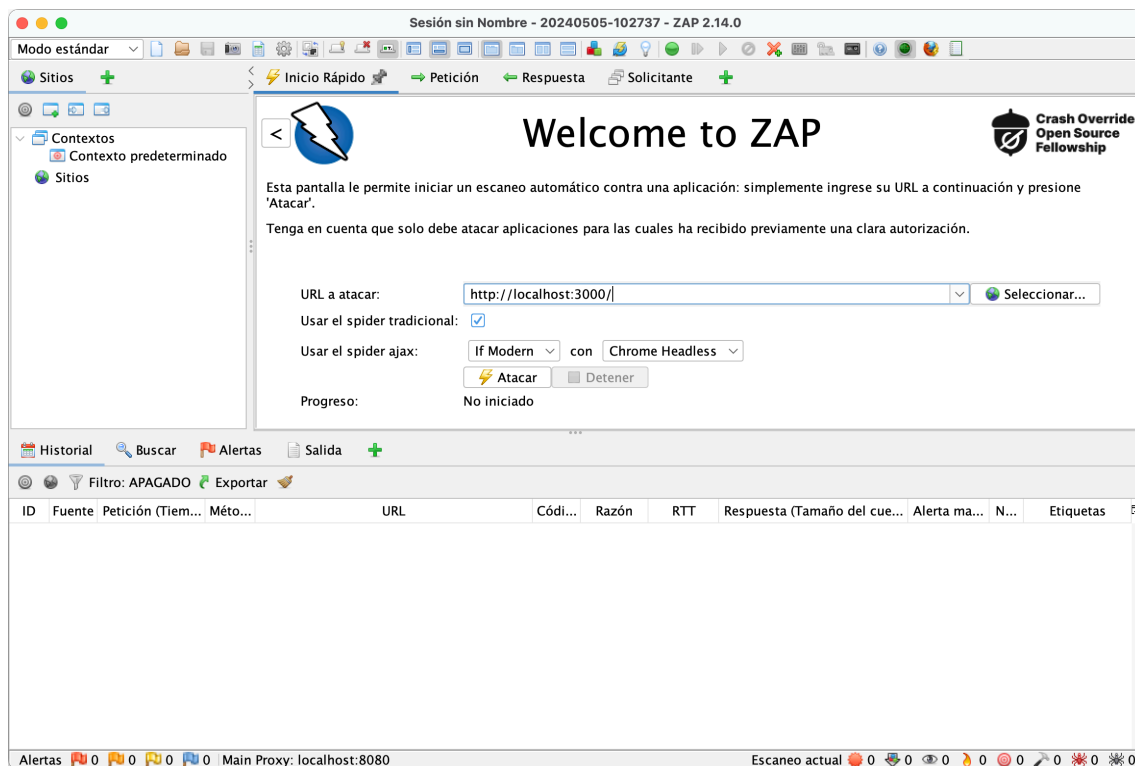 Sesión sin Nombre - 20240505-102737 - ZAP 2.14.0
Modo estándar
Sitios
Inicio Rápido
Petición
Respuesta
Solicitante
Contextos
Contexto predeterminado
Sitios
<
Welcome to ZAP
Crash Override
Open Source
Fellowship
Esta pantalla le permite iniciar un escaneo automático contra una aplicación: simplemente ingrese su URL a continuación y presione
'Atacar'.
Tenga en cuenta que solo debe atacar aplicaciones para las cuales ha recibido previamente una clara autorización.
URL a atacar: http://localhost:3000/ Seleccionar...
Usar el spider tradicional:
Usar el spider ajax: If Modern con Chrome Headless
Atacar Detener
Progreso: No iniciado
Historial Buscar Alertas Salida
Filtro: APAGADO Exportar
ID Fuente Petición (Tiem... Méto... URL Códi... Razón RTT Respuesta (Tamaño del cue... Alerta ma... N... Etiquetas
Alertas 0 0 0 0 Main Proxy: localhost:8080 Escaneo actual 0 0 0 0 0 0 0 0